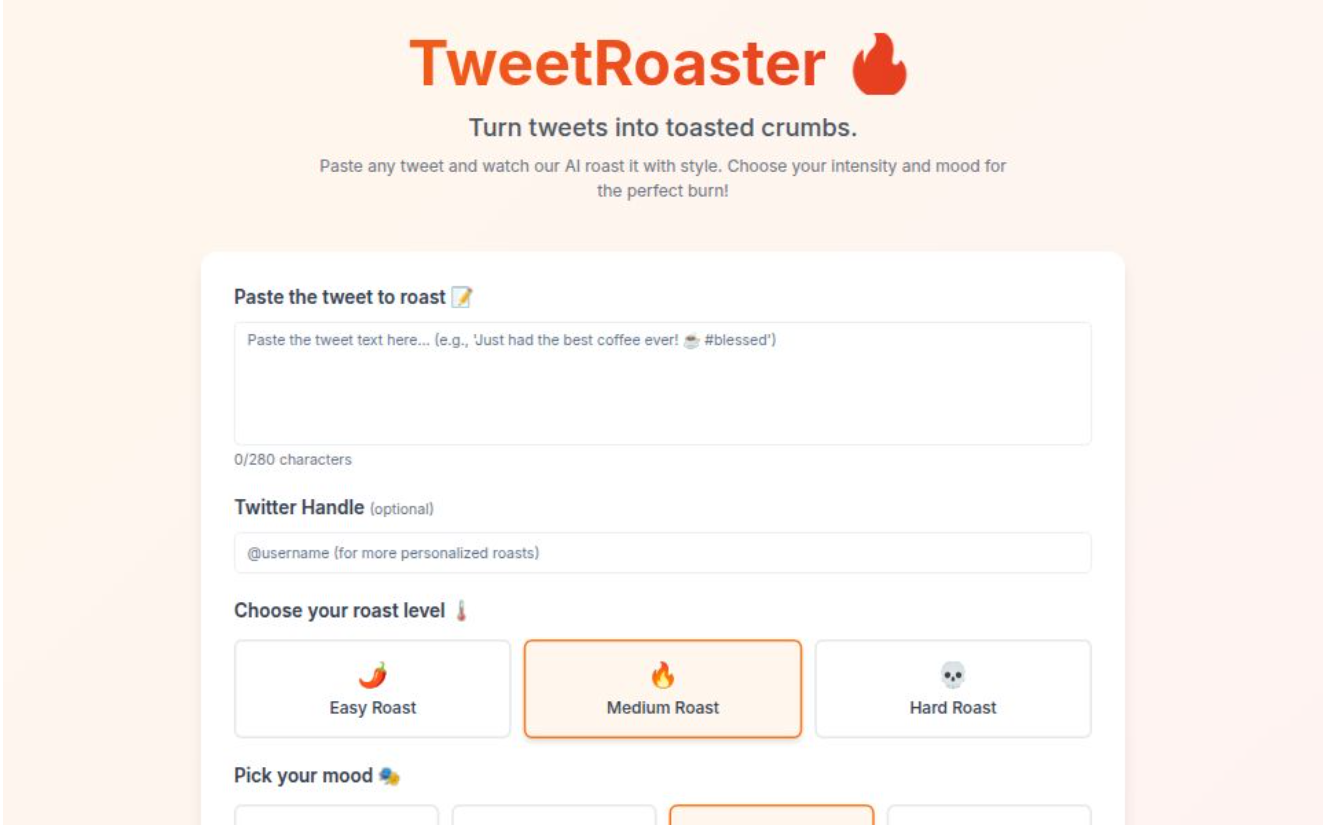 TweetRoaster 🔥
Turn tweets into toasted crumbs.
Paste any tweet and watch our AI roast it with style. Choose your intensity and mood for
the perfect burn!
Paste the tweet to roast 📝
Paste the tweet text here... (e.g., 'Just had the best coffee ever! ☕ #blessed')
0/280 characters
Twitter Handle (optional)
@username (for more personalized roasts)
Choose your roast level 🌡️
🌶️ 🔥 💀
Easy Roast Medium Roast Hard Roast
Pick your mood 🎭